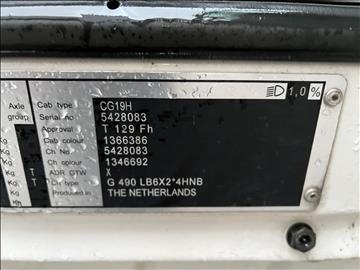 1,0 %
Axle group
Cab type CG19H
Serial no 5428083
Approval T 129 Fh
Kg Cab colour 1366386
Kg Ch No 5428083
Kg Ch colour 1346692
Kg T ADR GTW X
Kg T Ch type G 490 LB6X2*4HNB
Kg Produced in THE NETHERLANDS